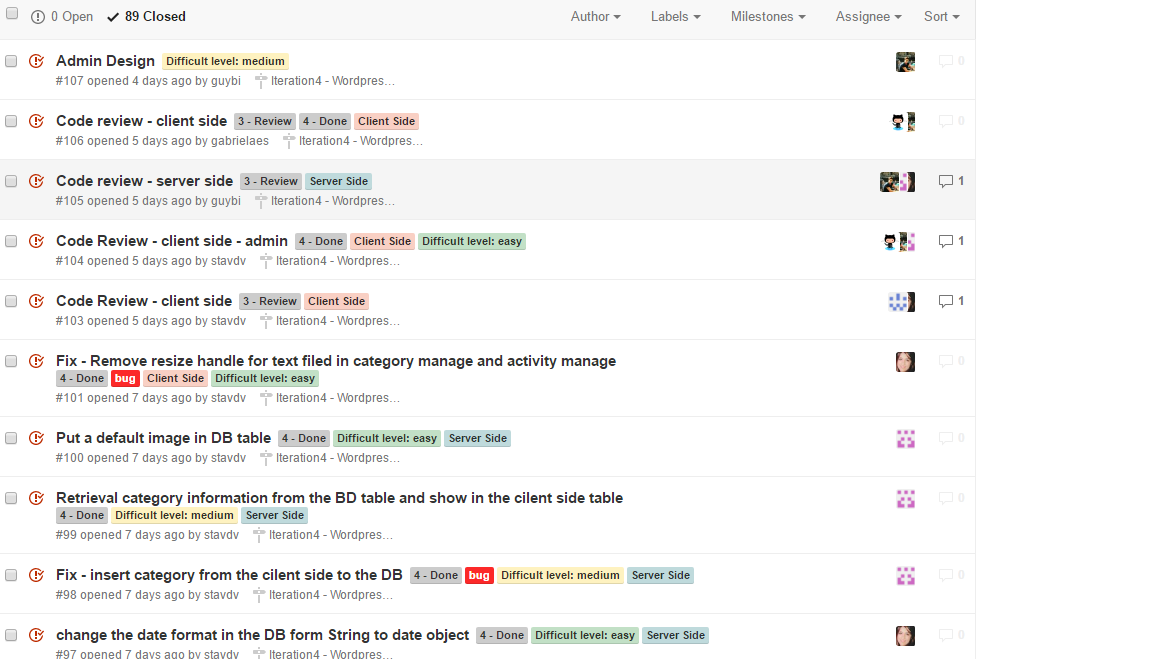 0 Open 89 Closed Author Labels Milestones Assignee Sort
Admin Design Difficult level: medium
#107 opened 4 days ago by guybi Iteration4 - Wordpres… 0
Code review - client side 3 - Review 4 - Done Client Side
#106 opened 5 days ago by gabrielaes Iteration4 - Wordpres… 0
Code review - server side 3 - Review Server Side 1
#105 opened 5 days ago by guybi Iteration4 - Wordpres…
Code Review - client side - admin 4 - Done Client Side Difficult level: easy 1
#104 opened 5 days ago by stavdv Iteration4 - Wordpres…
Code Review - client side 3 - Review Client Side 1
#103 opened 5 days ago by stavdv Iteration4 - Wordpres…
Fix - Remove resize handle for text filed in category manage and activity manage 0
4 - Done bug Client Side Difficult level: easy
#101 opened 7 days ago by stavdv Iteration4 - Wordpres…
Put a default image in DB table 4 - Done Difficult level: easy Server Side 0
#100 opened 7 days ago by stavdv Iteration4 - Wordpres…
Retrieval category information from the BD table and show in the cilent side table 0
4 - Done Difficult level: medium Server Side
#99 opened 7 days ago by stavdv Iteration4 - Wordpres…
Fix - insert category from the cilent side to the DB 4 - Done bug Difficult level: medium Server Side 0
#98 opened 7 days ago by stavdv Iteration4 - Wordpres…
change the date format in the DB form String to date object 4 - Done Difficult level: easy Server Side 0
#97 opened 7 days ago by stavdv Iteration4 - Wordpres…